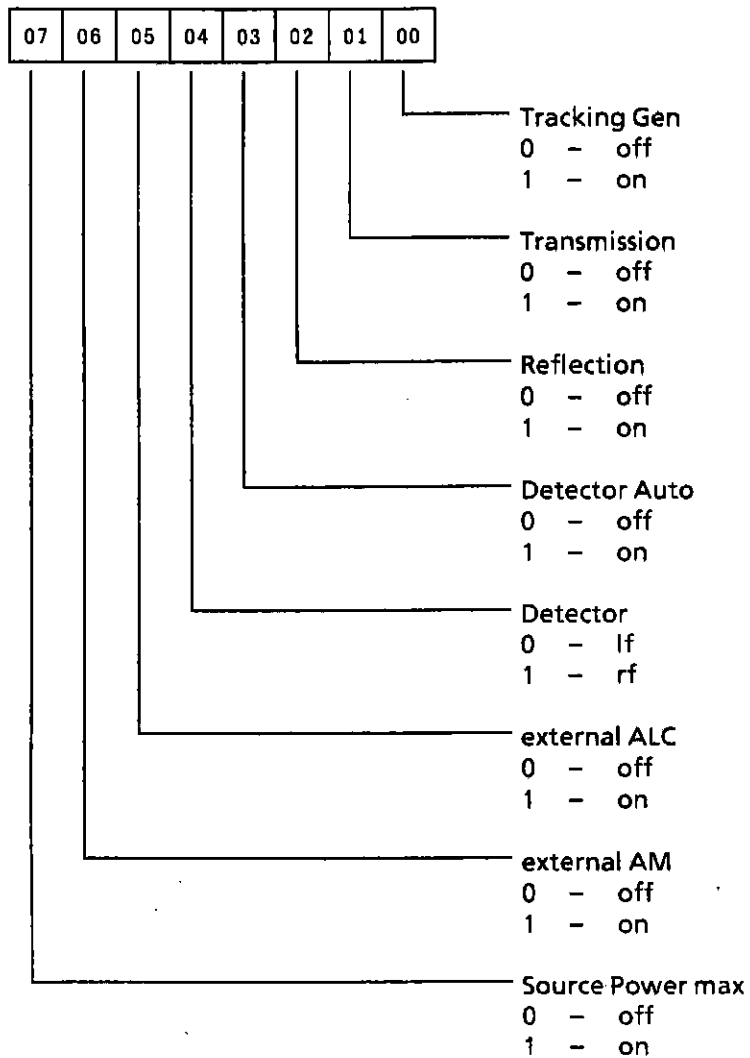 07 06 05 04 03 02 01 00
Tracking Gen
0 – off
1 – on
Transmission
0 – off
1 – on
Reflection
0 – off
1 – on
Detector Auto
0 – off
1 – on
Detector
0 – lf
1 – rf
external ALC
0 – off
1 – on
external AM
0 – off
1 – on
Source Power max
0 – off
1 – on